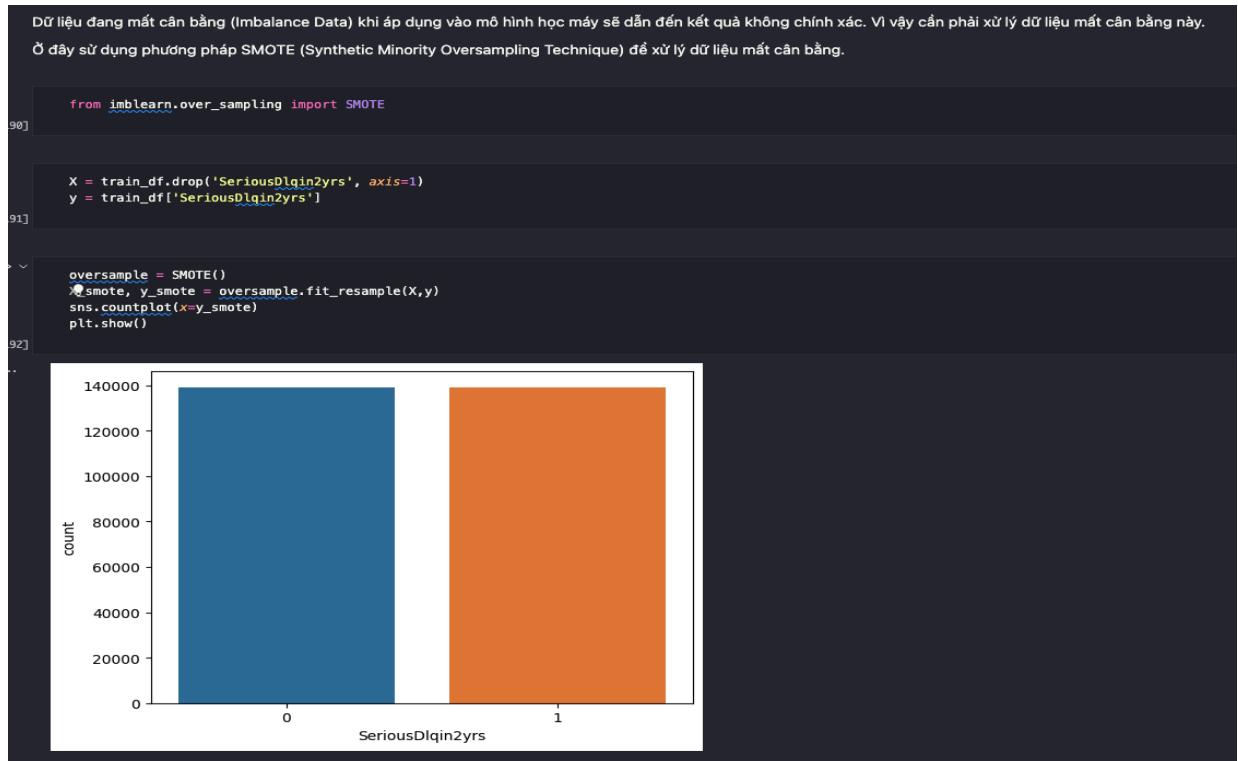 Dữ liệu đang mất cân bằng (Imbalance Data) khi áp dụng vào mô hình học máy sẽ dẫn đến kết quả không chính xác. Vì vậy cần phải xử lý dữ liệu mất cân bằng này.
Ở đây sử dụng phương pháp SMOTE (Synthetic Minority Oversampling Technique) để xử lý dữ liệu mất cân bằng.
from imblearn.over_sampling import SMOTE
90]
X = train_df.drop('SeriousDlqin2yrs', axis=1)
y = train_df['SeriousDlqin2yrs']
91]
oversample = SMOTE()
X_smote, y_smote = oversample.fit_resample(X,y)
sns.countplot(x=y_smote)
plt.show()
92]
140000
120000
100000
80000
60000
40000
20000
0
count
0 1
SeriousDlqin2yrs